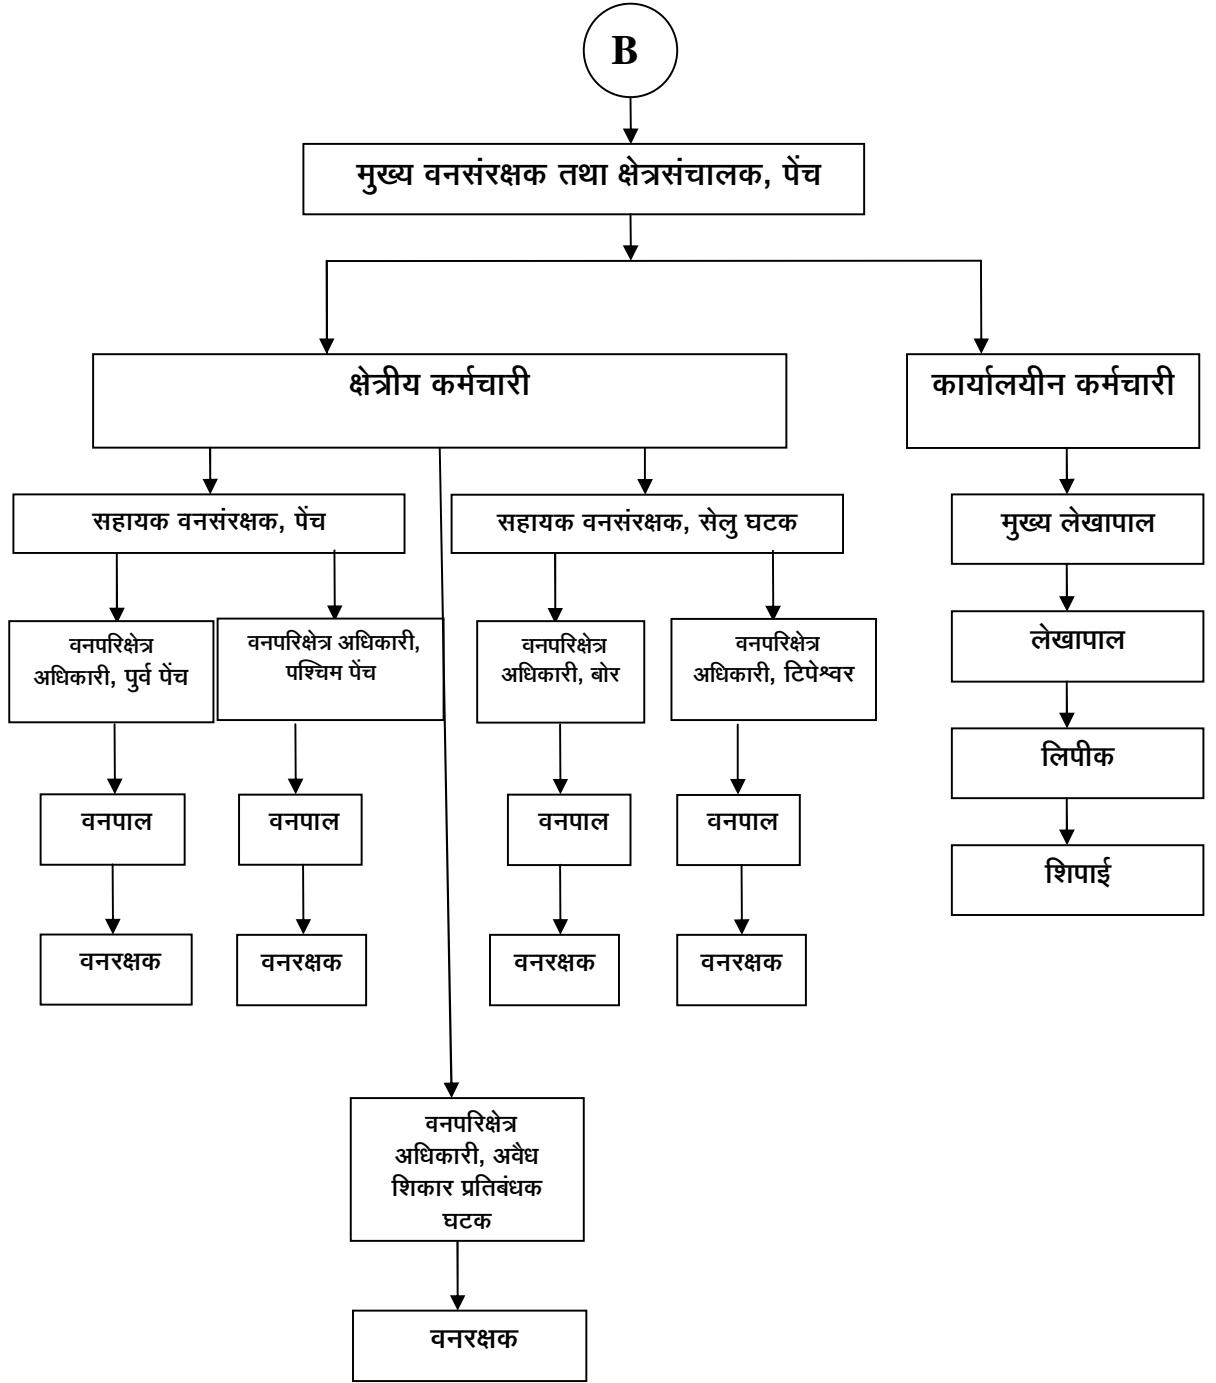 B
मुख्य वनसंरक्षक तथा क्षेत्रसंचालक, पेंच
क्षेत्रीय कर्मचारी
कार्यालयीन कर्मचारी
सहायक वनसंरक्षक, पेंच
सहायक वनसंरक्षक, सेलु घटक
मुख्य लेखापाल
वनपरिक्षेत्र
अधिकारी, पुर्व पेंच
वनपरिक्षेत्र अधिकारी,
पश्चिम पेंच
वनपरिक्षेत्र
अधिकारी, बोर
वनपरिक्षेत्र
अधिकारी, टिपेश्वर
लेखापाल
लिपीक
वनपाल
वनपाल
वनपाल
वनपाल
शिपाई
वनरक्षक
वनरक्षक
वनरक्षक
वनरक्षक
वनपरिक्षेत्र
अधिकारी, अवैध
शिकार प्रतिबंधक
घटक
वनरक्षक